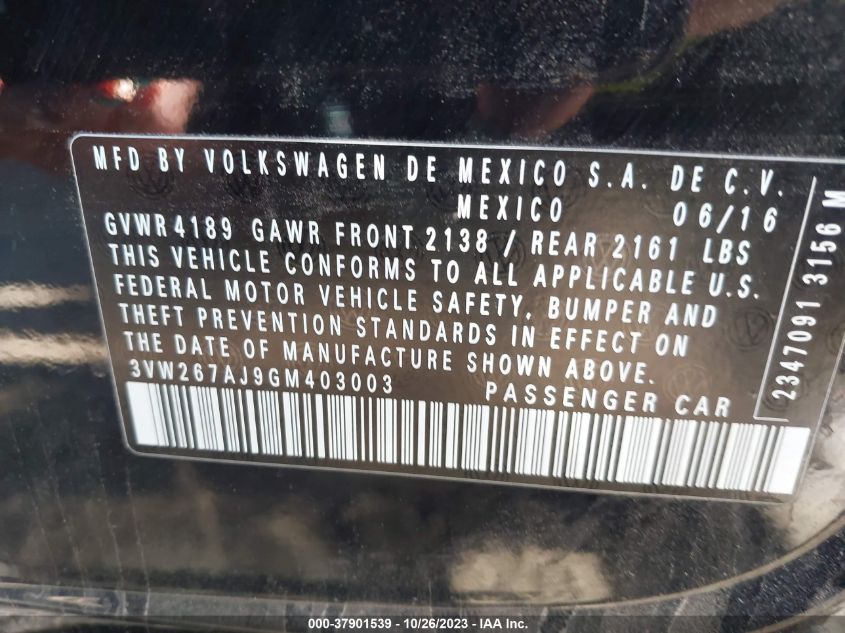 MFD BY VOLKSWAGEN DE MEXICO S.A. DE C.V.
MEXICO 06/16
GVWR4189 GAWR FRONT 2138 / REAR 2161 LBS
THIS VEHICLE CONFORMS TO ALL APPLICABLE U.S.
FEDERAL MOTOR VEHICLE SAFETY, BUMPER AND
THEFT PREVENTION STANDARDS IN EFFECT ON
THE DATE OF MANUFACTURE SHOWN ABOVE.
3VW267AJ9GM403003 PASSENGER CAR
2347091 3156 M
000-37901539 - 10/26/2023 - IAA Inc.